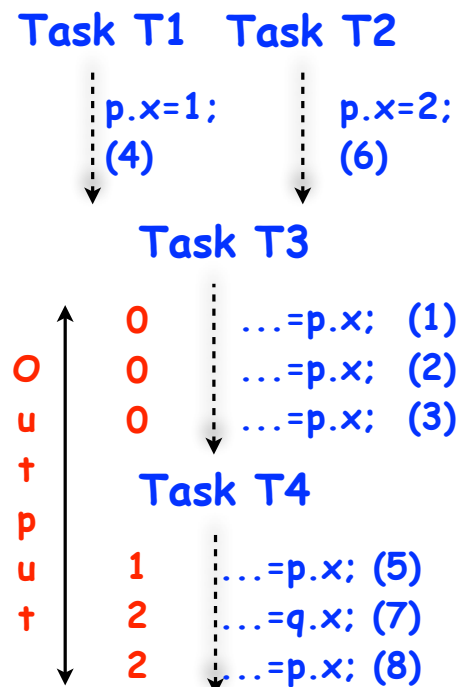 Task T1 Task T2
p.x=1; p.x=2;
(4) (6)
Task T3
0 ...=p.x; (1)
0 ...=p.x; (2)
0 ...=p.x; (3)
Output
Task T4
1 ...=p.x; (5)
2 ...=q.x; (7)
2 ...=p.x; (8)